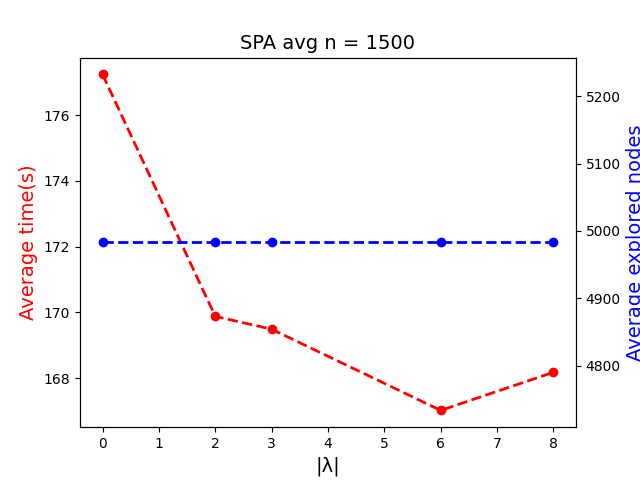 SPA avg n = 1500
176
174
172
170
168
Average time(s)
5200
5100
5000
4900
4800
Average explored nodes
0 1 2 3 4 5 6 7 8
|λ|